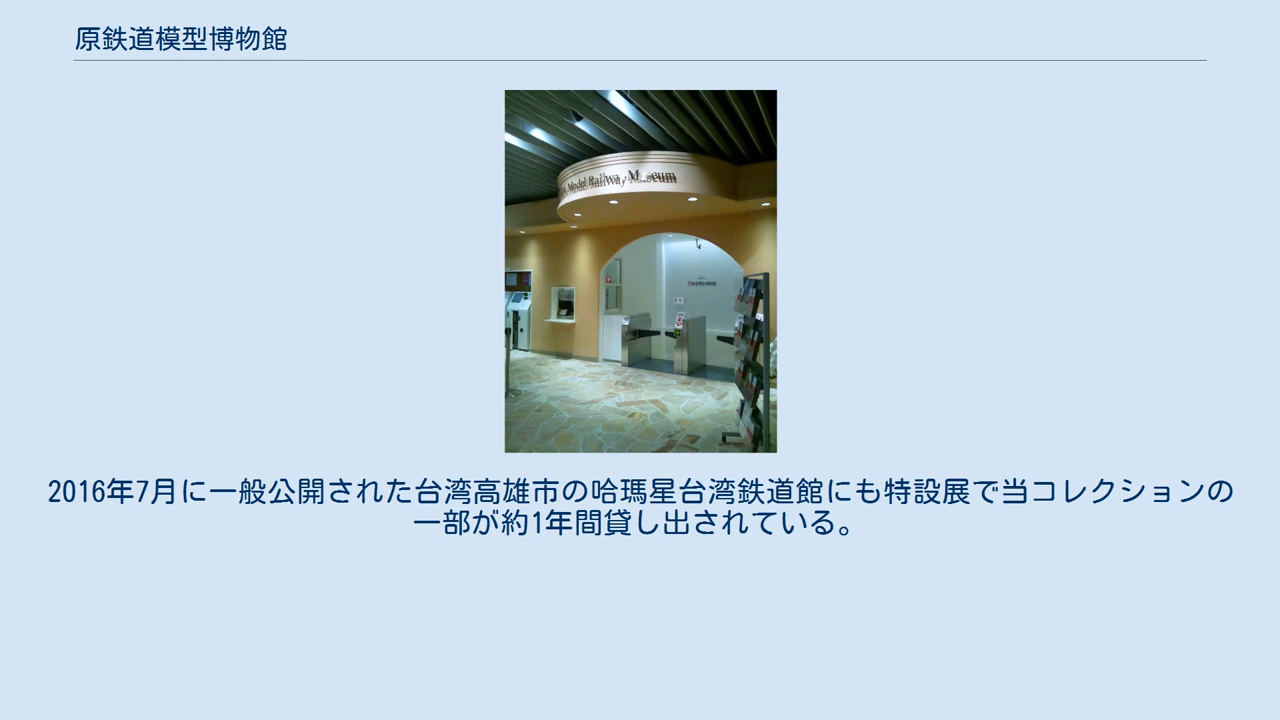 原鉄道模型博物館
Model Railway Museum
2016年7月に一般公開された台湾高雄市の哈瑪星台湾鉄道館にも特設展で当コレクションの
一部が約1年間貸し出されている。